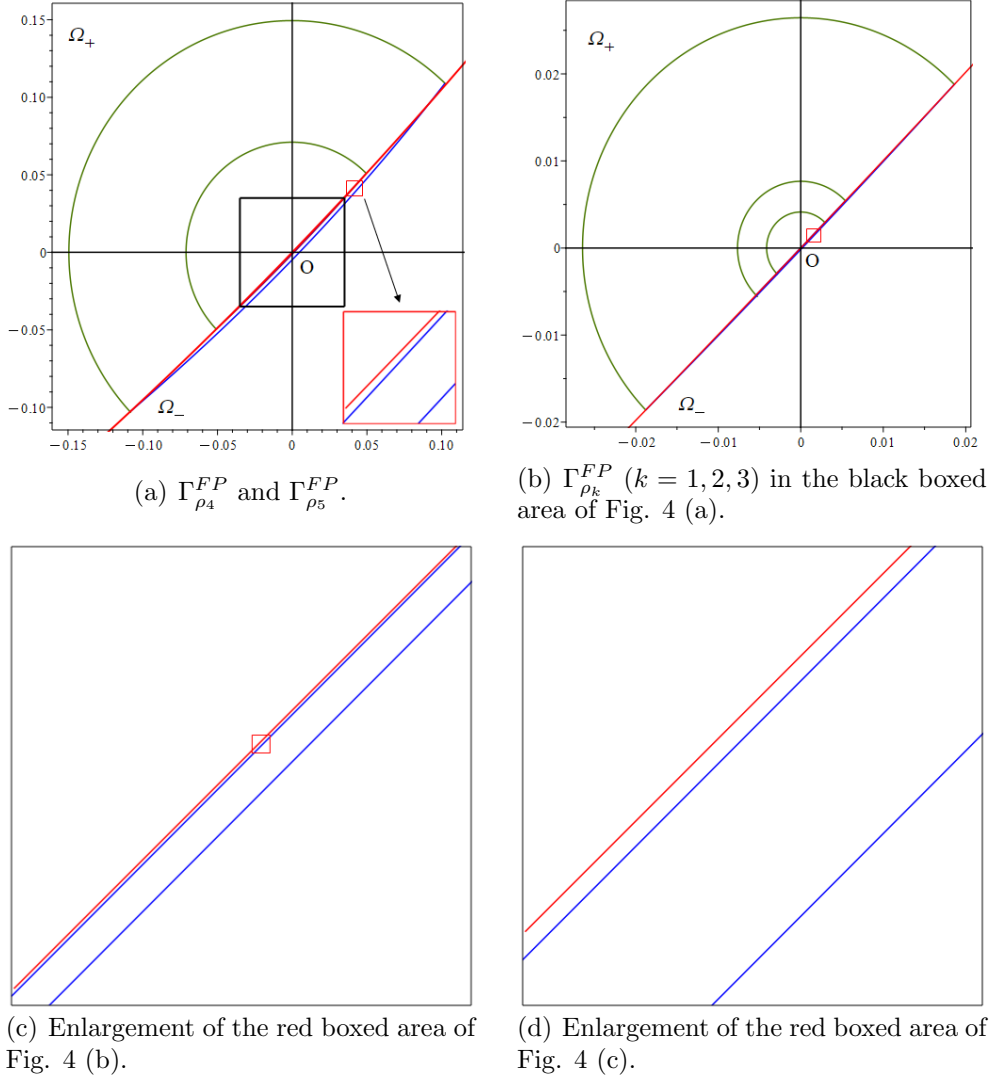 Ω₊
0.15
0.10
0.05
0
−0.05
−0.10
−0.15
−0.10
−0.05
0
0.05
0.10
O
Ω₋
(a) Γ^{FP}_{ρ₄} and Γ^{FP}_{ρ₅}.
Ω₊
0.02
0.01
0
−0.01
−0.02
−0.02
−0.01
0
0.01
0.02
O
Ω₋
(b) Γ^{FP}_{ρₖ} (k = 1, 2, 3) in the black boxed
area of Fig. 4 (a).
(c) Enlargement of the red boxed area of
Fig. 4 (b).
(d) Enlargement of the red boxed area of
Fig. 4 (c).